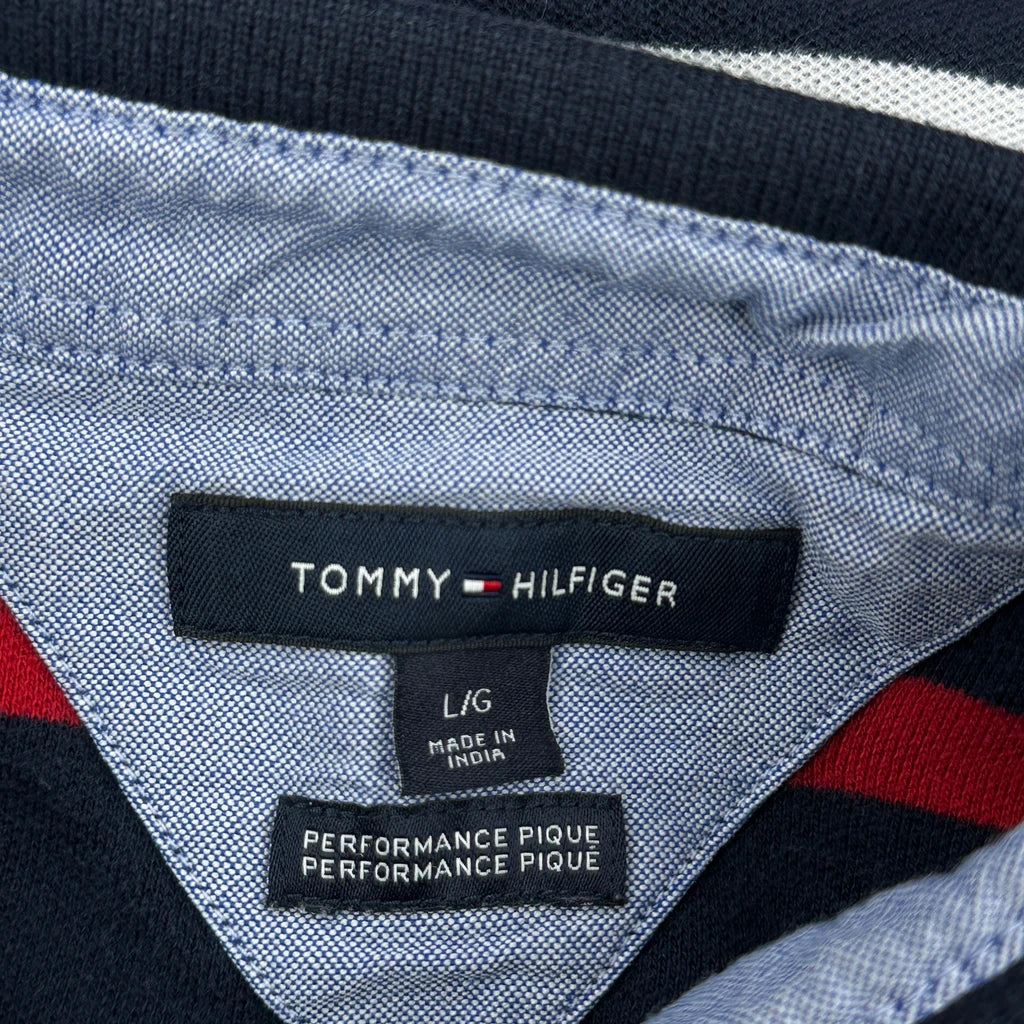 TOMMY HILFIGER
L/G
MADE IN
INDIA
PERFORMANCE PIQUE
PERFORMANCE PIQUE